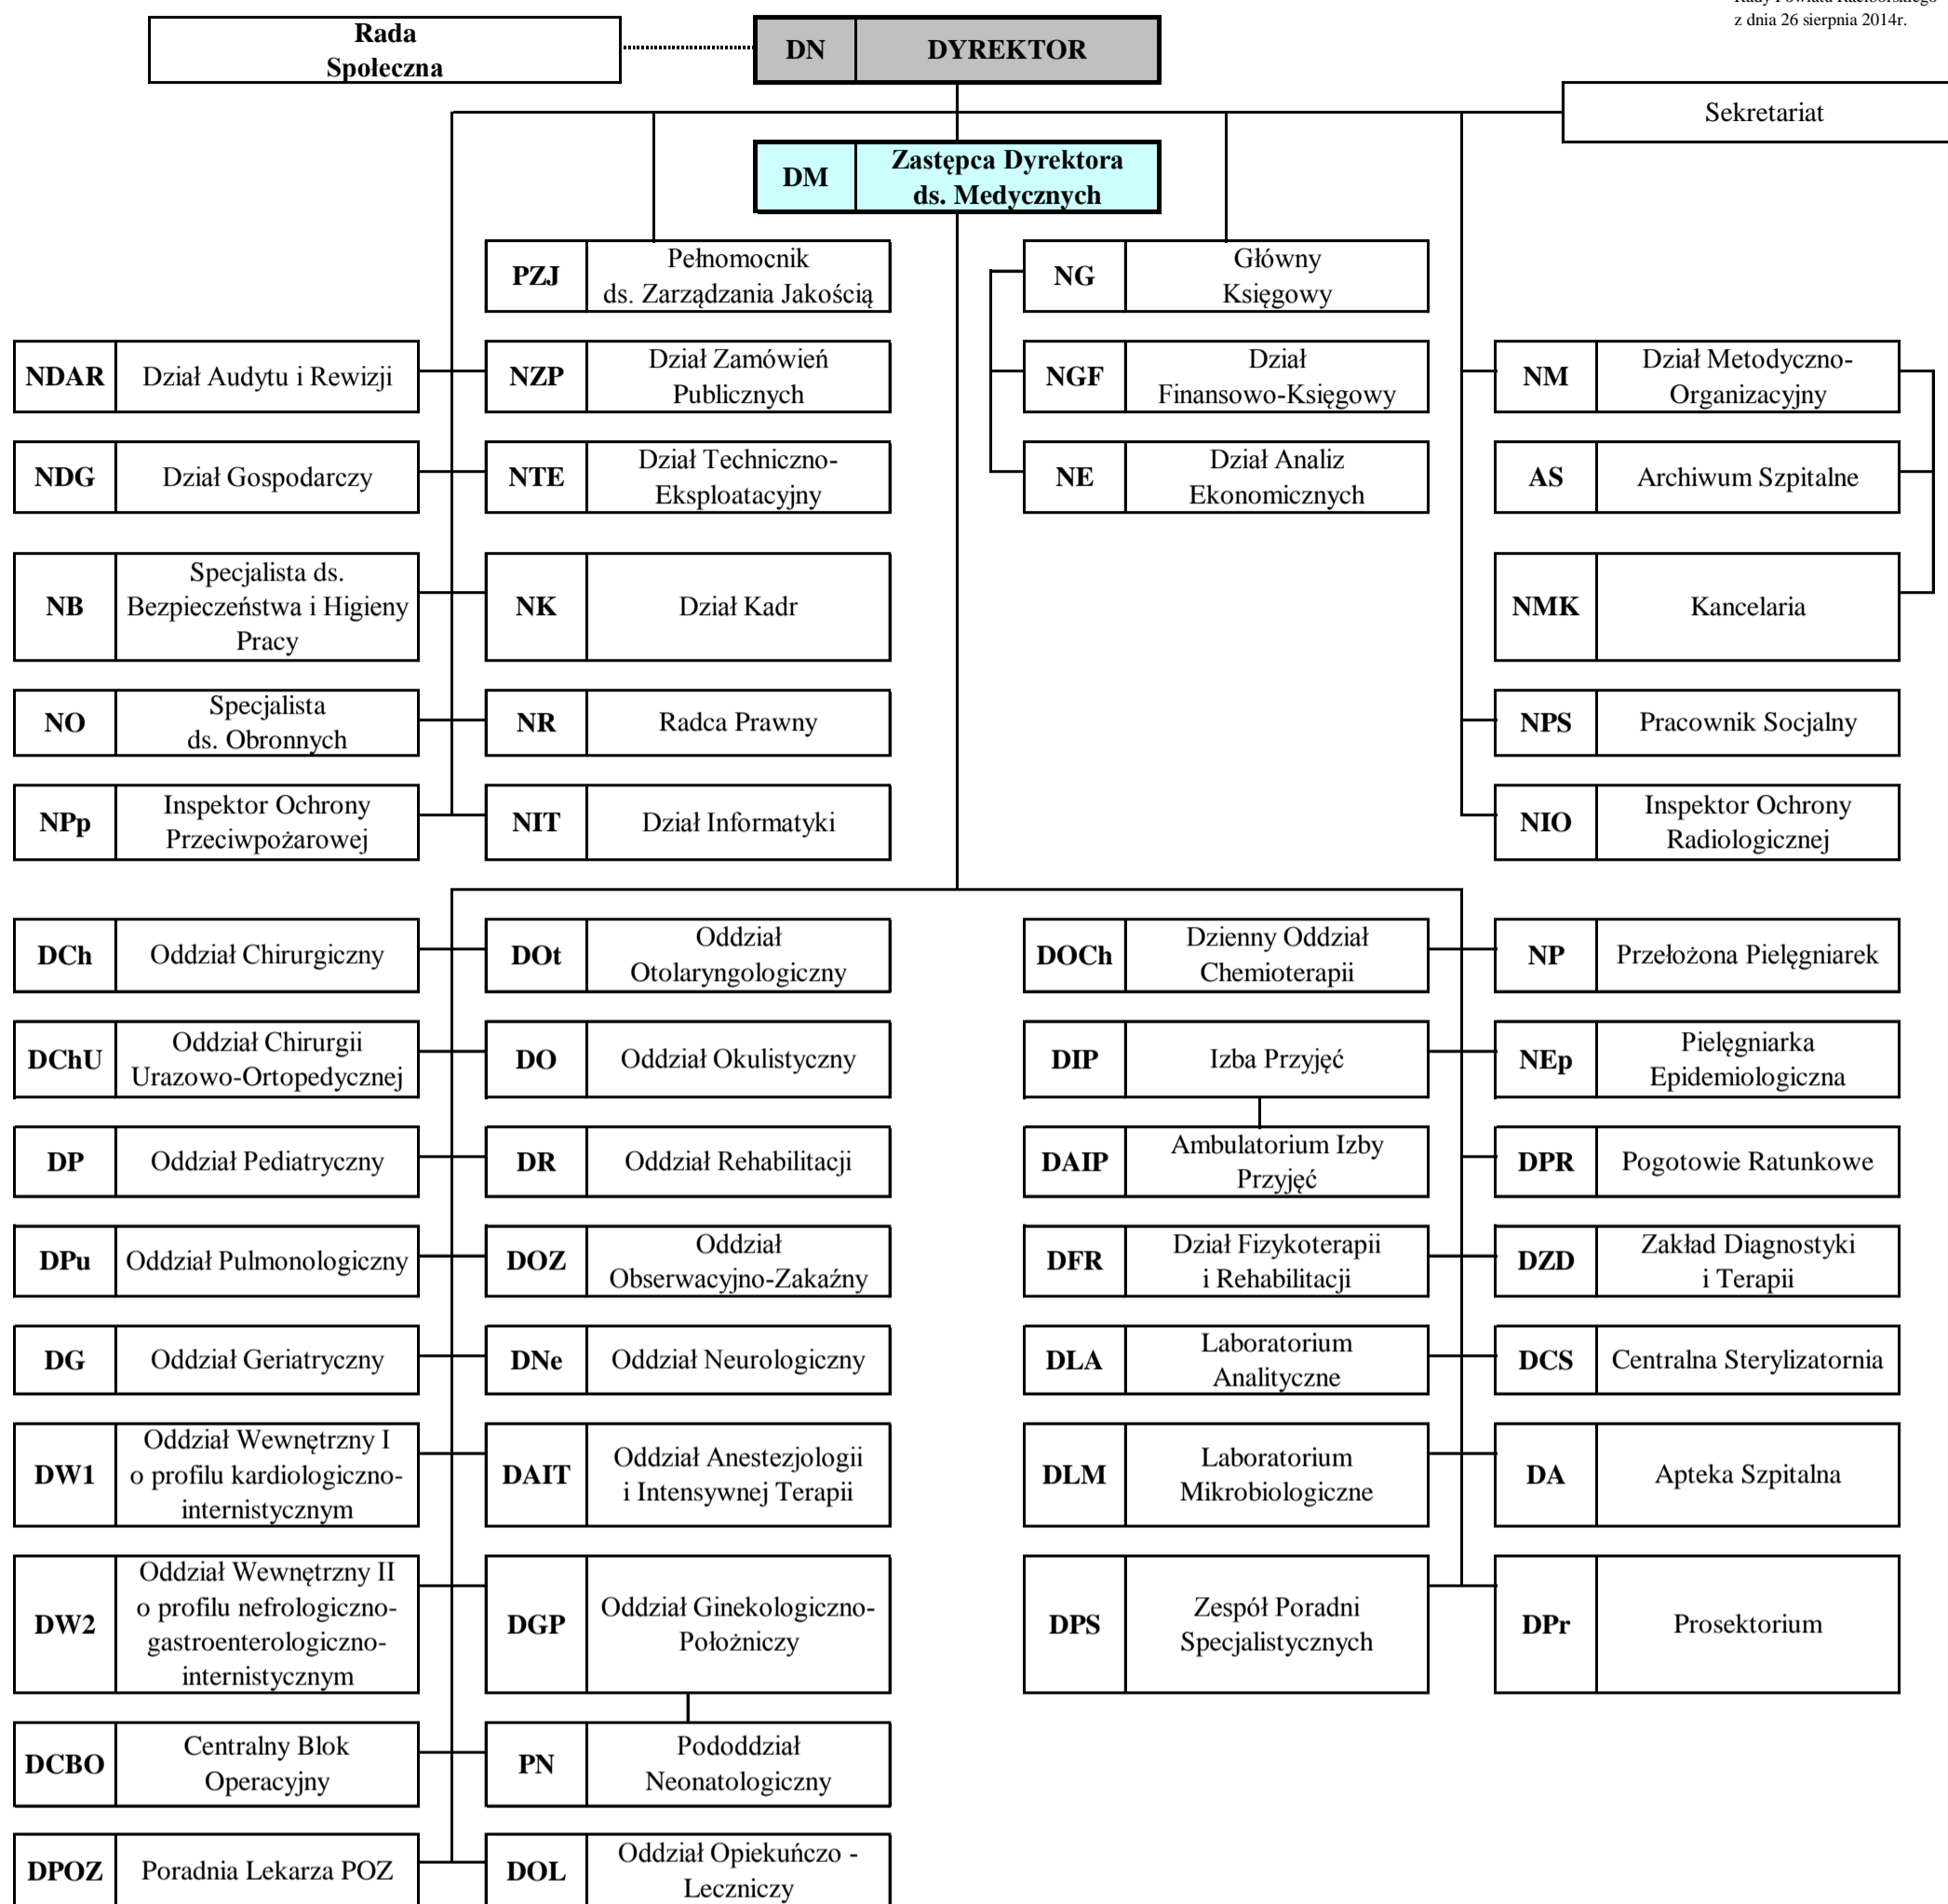 Rady Powiatu Raciborskiego
z dnia 26 sierpnia 2014r.
Rada
Społeczna
DN DYREKTOR
Sekretariat
DM
Zastępca Dyrektora
ds. Medycznych
PZJ
Pełnomocnik
ds. Zarządzania Jakością
NG
Główny
Księgowy
NDAR Dział Audytu i Rewizji
NZP
Dział Zamówień
Publicznych
NGF
Dział
Finansowo-Księgowy
NM
Dział Metodyczno-
Organizacyjny
NDG Dział Gospodarczy
NTE
Dział Techniczno-
Eksploatacyjny
NE
Dział Analiz
Ekonomicznych
AS Archiwum Szpitalne
NB
Specjalista ds.
Bezpieczeństwa i Higieny
Pracy
NK Dział Kadr
NMK Kancelaria
NO
Specjalista
ds. Obronnych
NR Radca Prawny
NPS Pracownik Socjalny
NPp
Inspektor Ochrony
Przeciwpożarowej
NIT Dział Informatyki
NIO
Inspektor Ochrony
Radiologicznej
DCh Oddział Chirurgiczny
DOt
Oddział
Otolaryngologiczny
DOCh
Dzienny Oddział
Chemioterapii
NP Przełożona Pielęgniarek
DChU
Oddział Chirurgii
Urazowo-Ortopedycznej
DO Oddział Okulistyczny
DIP Izba Przyjęć
NEp
Pielęgniarka
Epidemiologiczna
DP Oddział Pediatryczny
DR Oddział Rehabilitacji
DAIP
Ambulatorium Izby
Przyjęć
DPR Pogotowie Ratunkowe
DPu Oddział Pulmonologiczny
DOZ
Oddział
Obserwacyjno-Zakaźny
DFR
Dział Fizykoterapii
i Rehabilitacji
DZD
Zakład Diagnostyki
i Terapii
DG Oddział Geriatryczny
DNe Oddział Neurologiczny
DLA
Laboratorium
Analityczne
DCS Centralna Sterylizatornia
DW1
Oddział Wewnętrzny I
o profilu kardiologiczno-
internistycznym
DAIT
Oddział Anestezjologii
i Intensywnej Terapii
DLM
Laboratorium
Mikrobiologiczne
DA Apteka Szpitalna
DW2
Oddział Wewnętrzny II
o profilu nefrologiczno-
gastroenterologiczno-
internistycznym
DGP
Oddział Ginekologiczno-
Położniczy
DPS
Zespół Poradni
Specjalistycznych
DPr Prosektorium
DCBO
Centralny Blok
Operacyjny
PN
Pododdział
Neonatologiczny
DPOZ Poradnia Lekarza POZ
DOL
Oddział Opiekuńczo -
Leczniczy